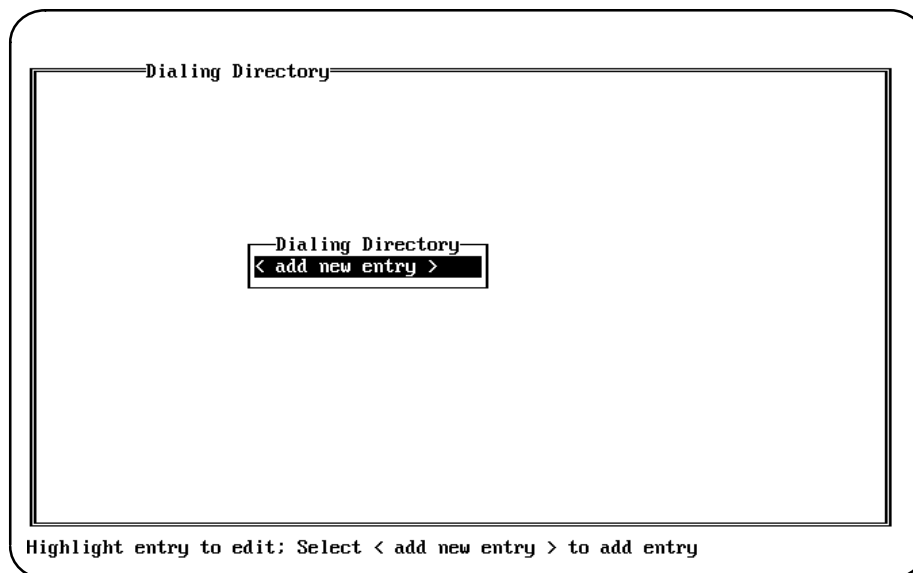 Dialing Directory
Dialing Directory
< add new entry >
Highlight entry to edit; Select < add new entry > to add entry